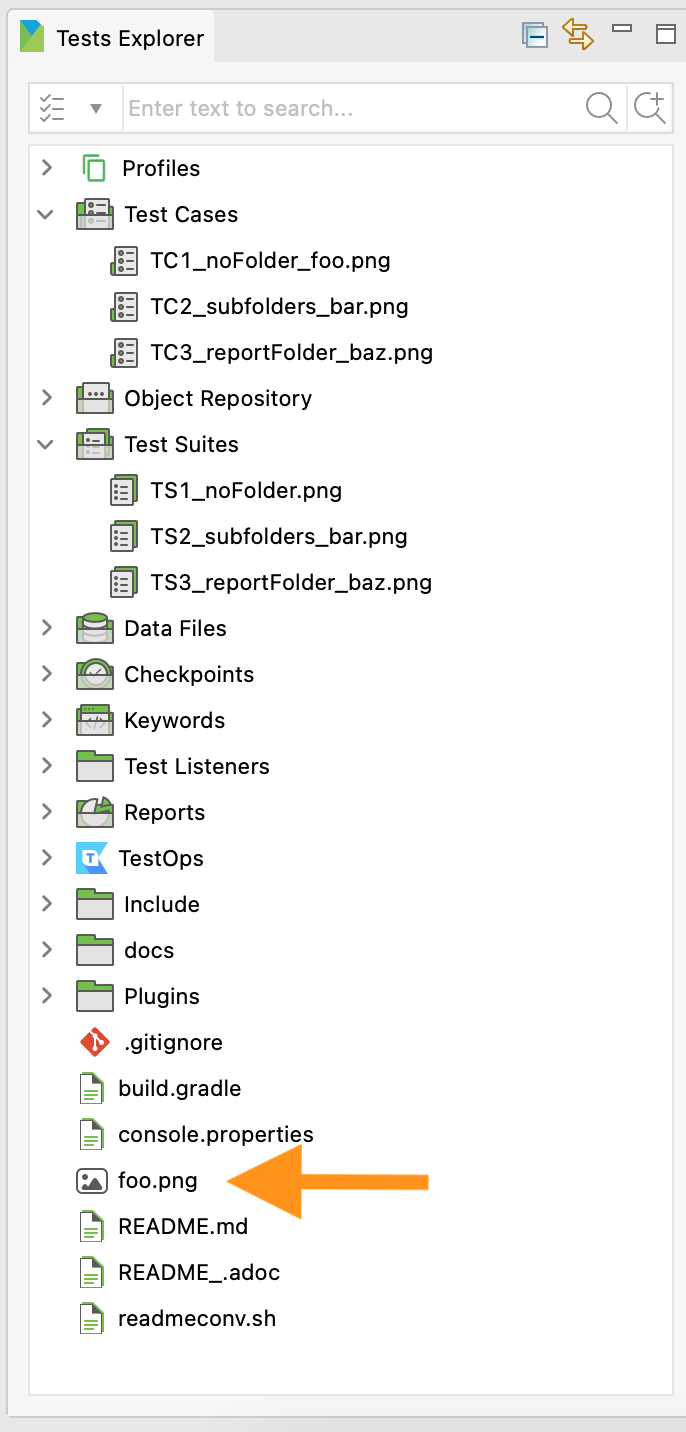 Tests Explorer
Enter text to search...
Profiles
Test Cases
TC1_noFolder_foo.png
TC2_subfolders_bar.png
TC3_reportFolder_baz.png
Object Repository
Test Suites
TS1_noFolder.png
TS2_subfolders_bar.png
TS3_reportFolder_baz.png
Data Files
Checkpoints
Keywords
Test Listeners
Reports
TestOps
Include
docs
Plugins
.gitignore
build.gradle
console.properties
foo.png
README.md
README_.adoc
readmeconv.sh